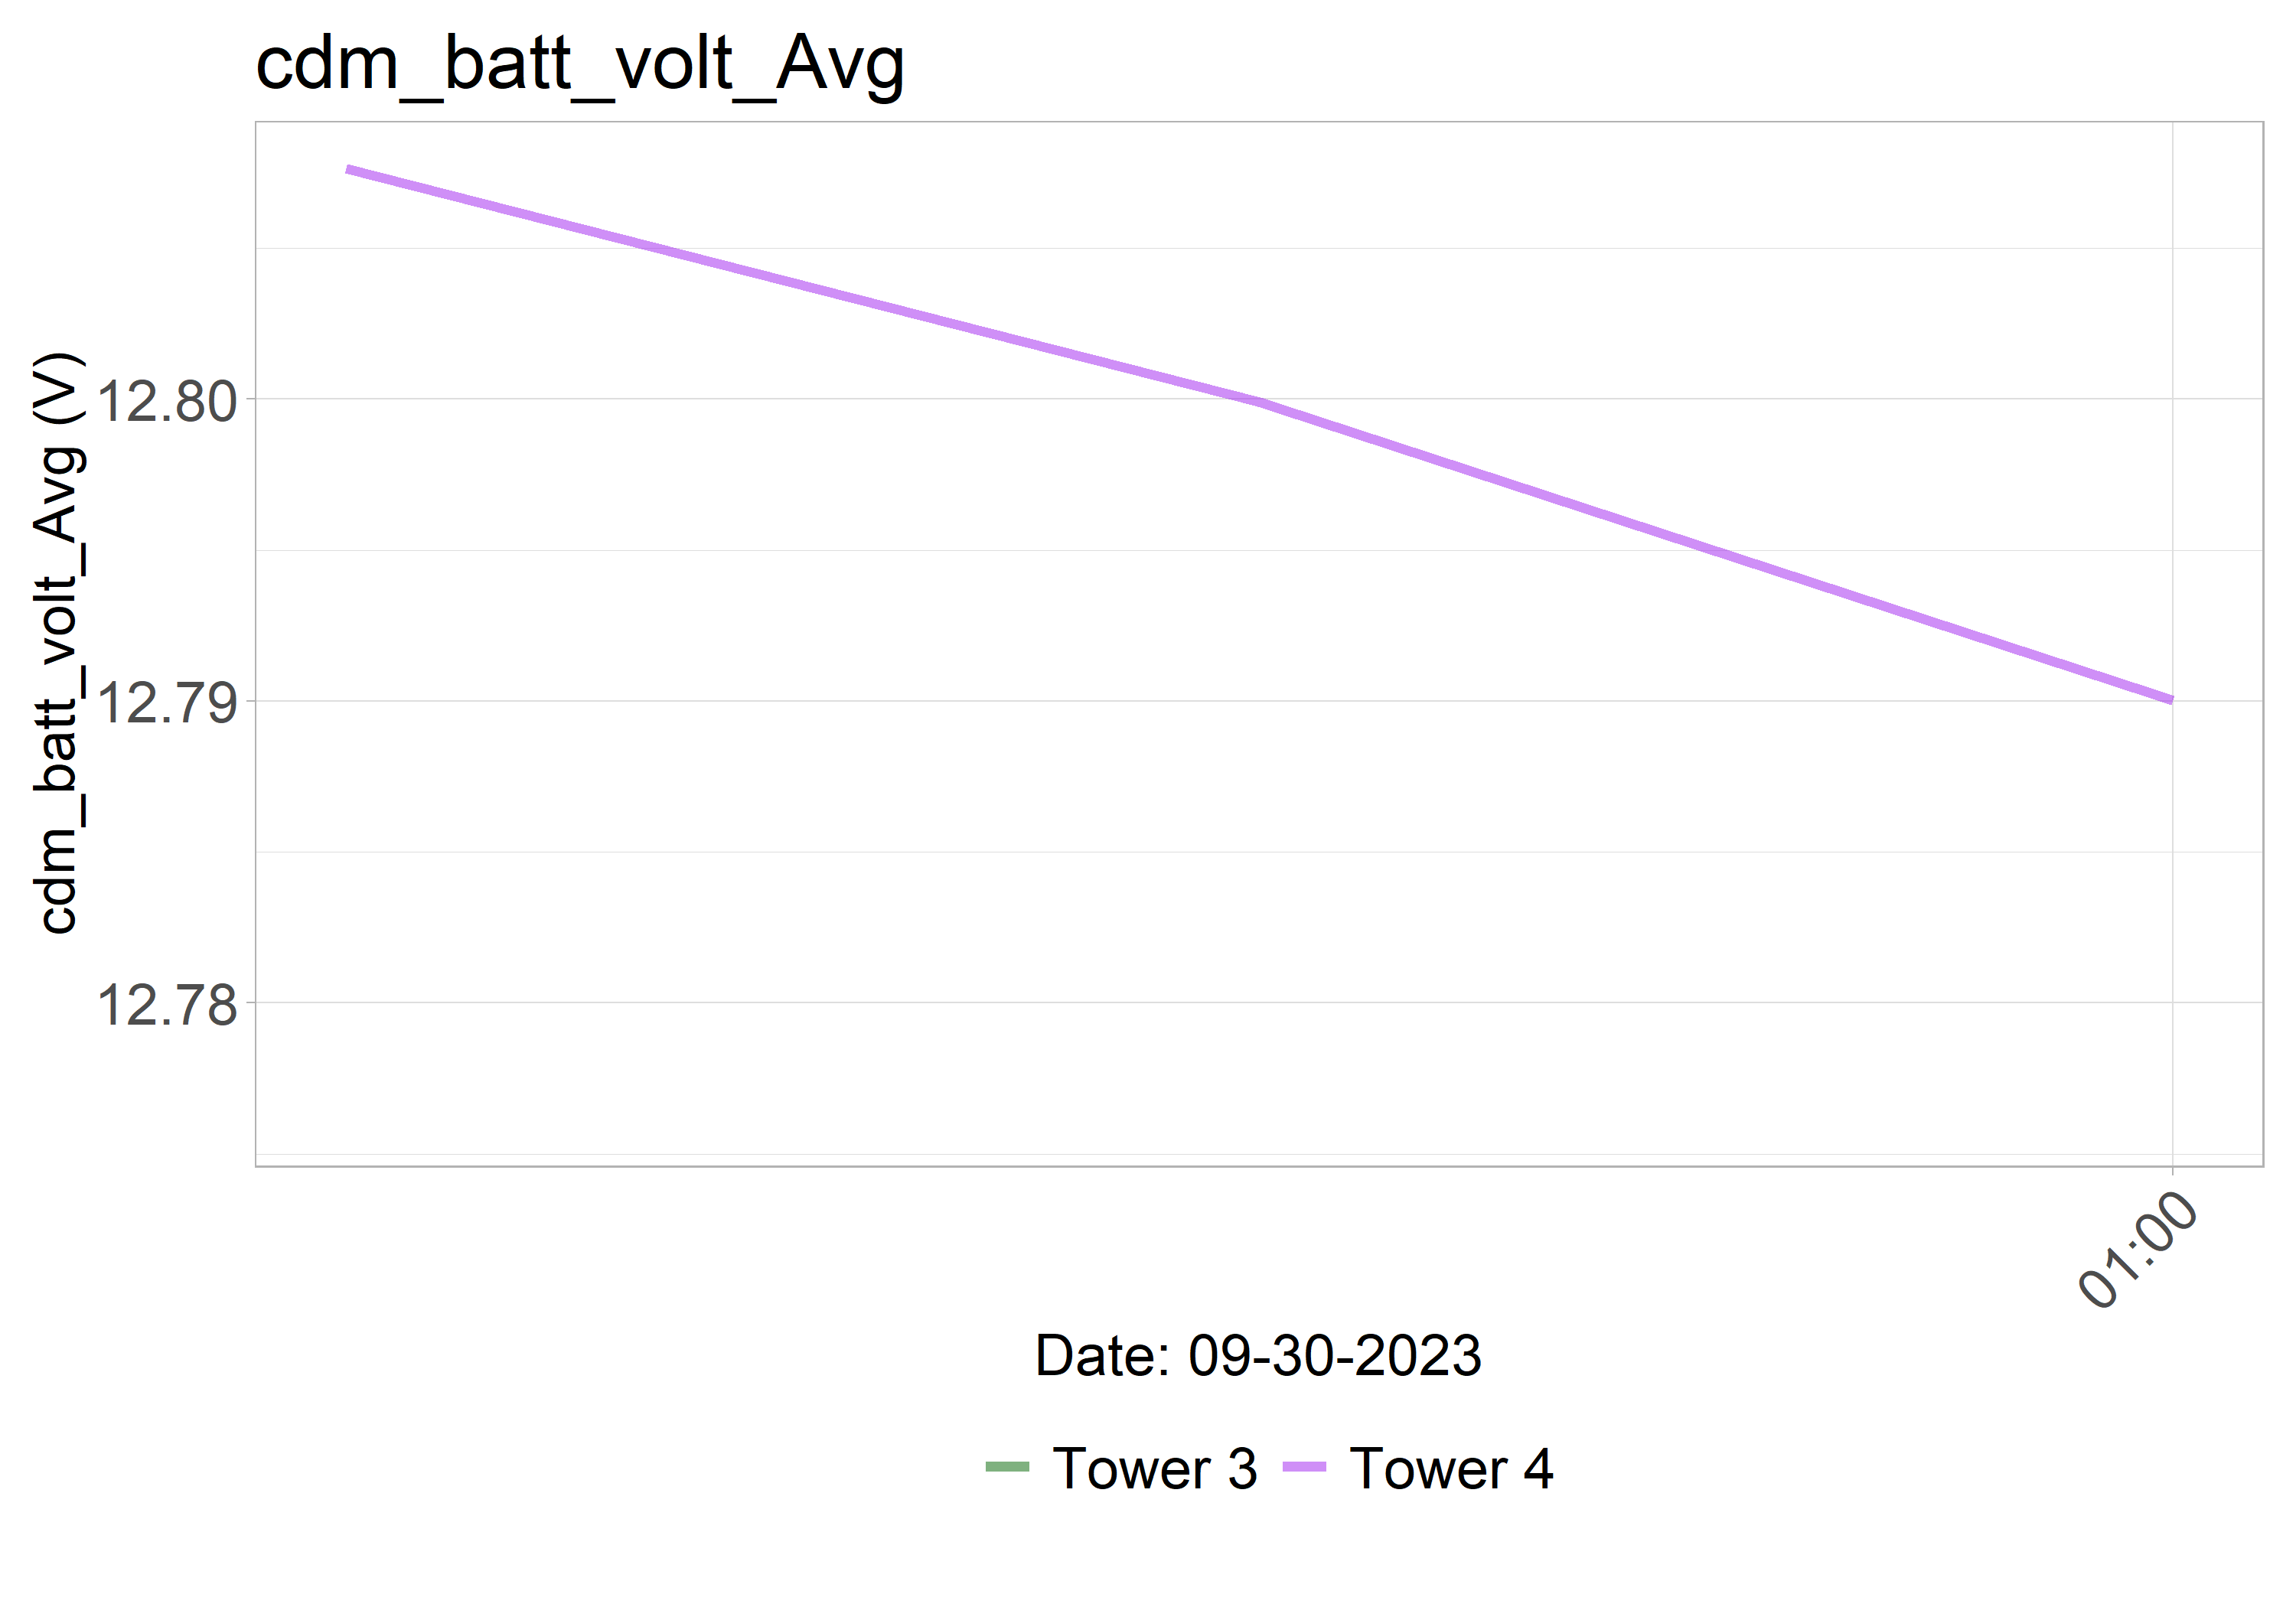 cdm_batt_volt_Avg
cdm_batt_volt_Avg (V)
12.80
12.79
12.78
01:00
Date: 09-30-2023
Tower 3 Tower 4